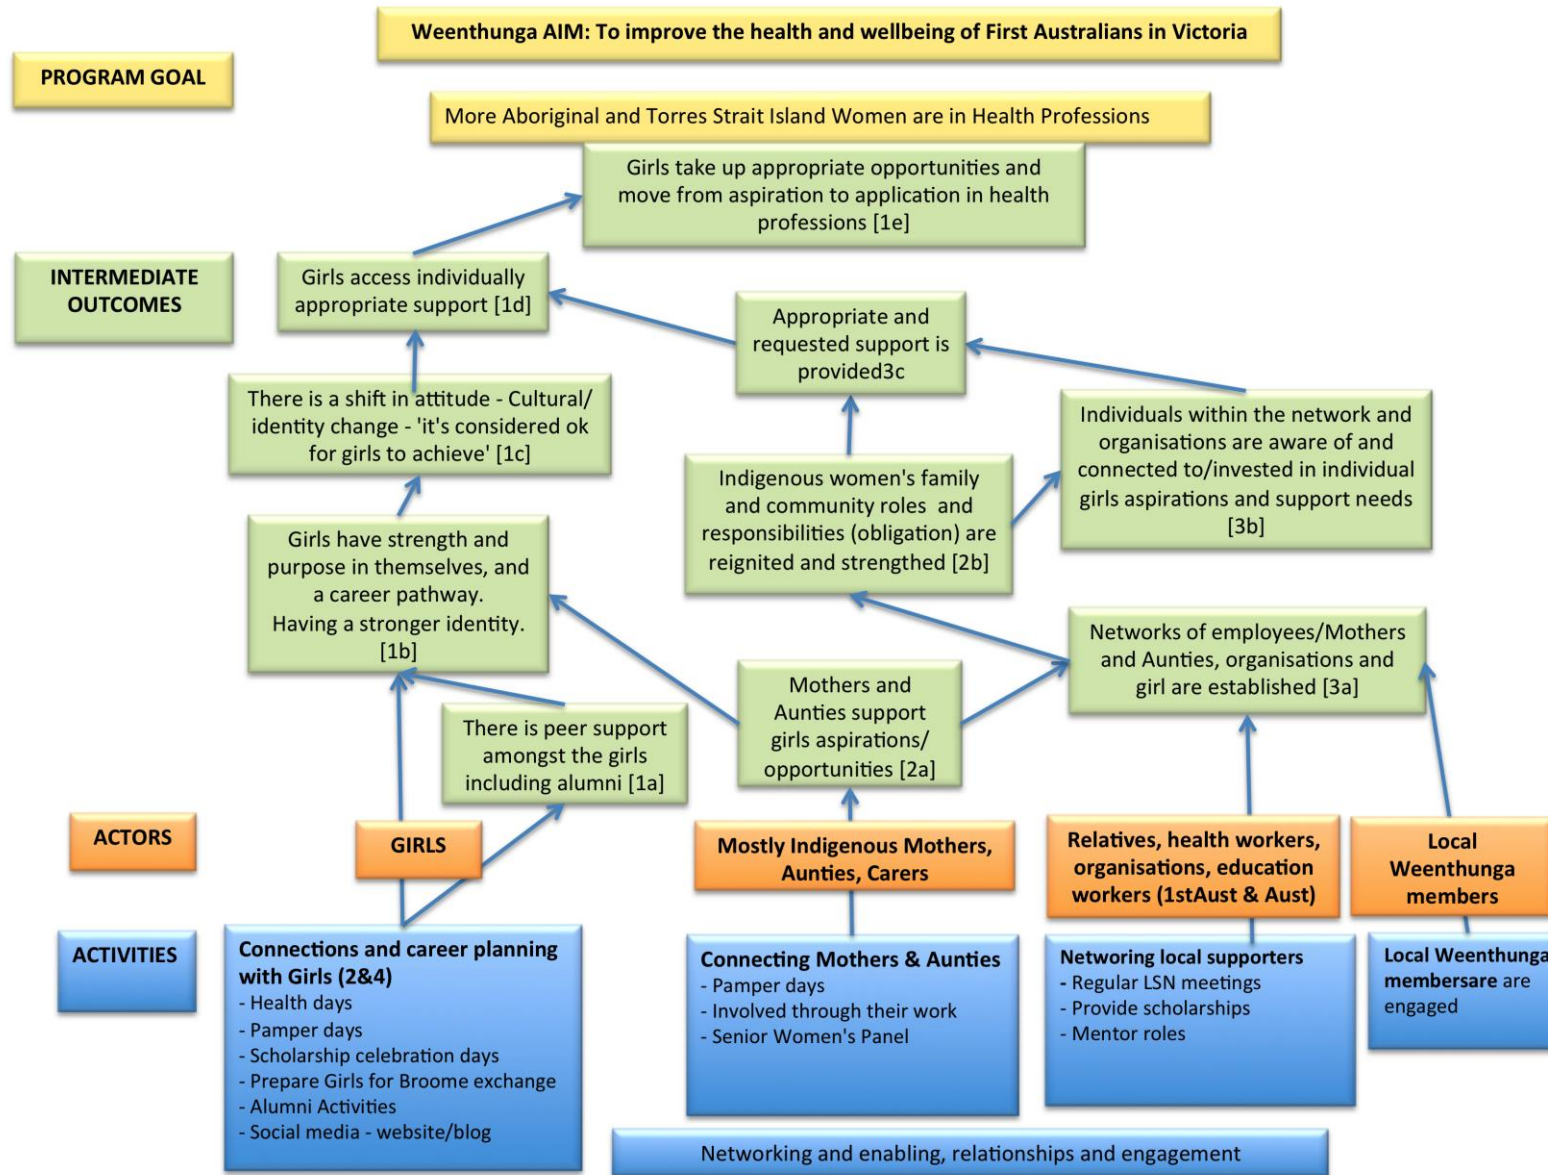 Weenthunga AIM: To improve the health and wellbeing of First Australians in Victoria
PROGRAM GOAL
More Aboriginal and Torres Strait Island Women are in Health Professions
Girls take up appropriate opportunities and
move from aspiration to application in health
professions [1e]
INTERMEDIATE
OUTCOMES
Girls access individually
appropriate support [1d]
Appropriate and
requested support is
provided3c
There is a shift in attitude - Cultural/
identity change - 'it's considered ok
for girls to achieve' [1c]
Individuals within the network and
organisations are aware of and
connected to/invested in individual
girls aspirations and support needs
[3b]
Indigenous women's family
and community roles and
responsibilities (obligation) are
reignited and strengthed [2b]
Girls have strength and
purpose in themselves, and
a career pathway.
Having a stronger identity.
[1b]
Networks of employees/Mothers
and Aunties, organisations and
girl are established [3a]
Mothers and
Aunties support
girls aspirations/
opportunities [2a]
There is peer support
amongst the girls
including alumni [1a]
ACTORS
GIRLS
Mostly Indigenous Mothers,
Aunties, Carers
Relatives, health workers,
organisations, education
workers (1stAust & Aust)
Local
Weenthunga
members
ACTIVITIES
Connections and career planning
with Girls (2&4)
- Health days
- Pamper days
- Scholarship celebration days
- Prepare Girls for Broome exchange
- Alumni Activities
- Social media - website/blog
Connecting Mothers & Aunties
- Pamper days
- Involved through their work
- Senior Women's Panel
Networing local supporters
- Regular LSN meetings
- Provide scholarships
- Mentor roles
Local Weenthunga
membersare are
engaged
Networking and enabling, relationships and engagement